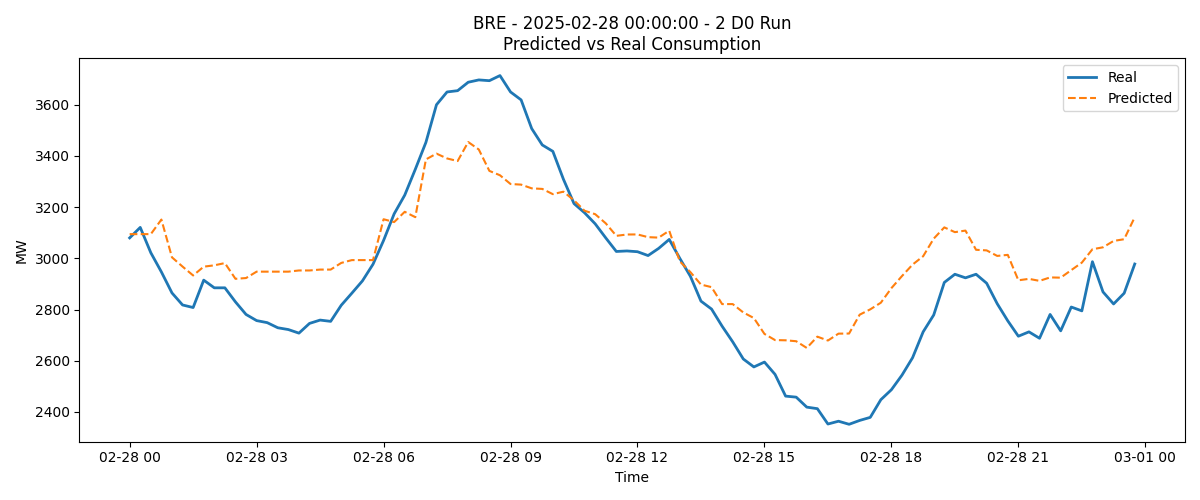 BRE - 2025-02-28 00:00:00 - 2 D0 Run
Predicted vs Real Consumption
Real
Predicted
MW
3600
3400
3200
3000
2800
2600
2400
02-28 00
02-28 03
02-28 06
02-28 09
02-28 12
02-28 15
02-28 18
02-28 21
03-01 00
Time